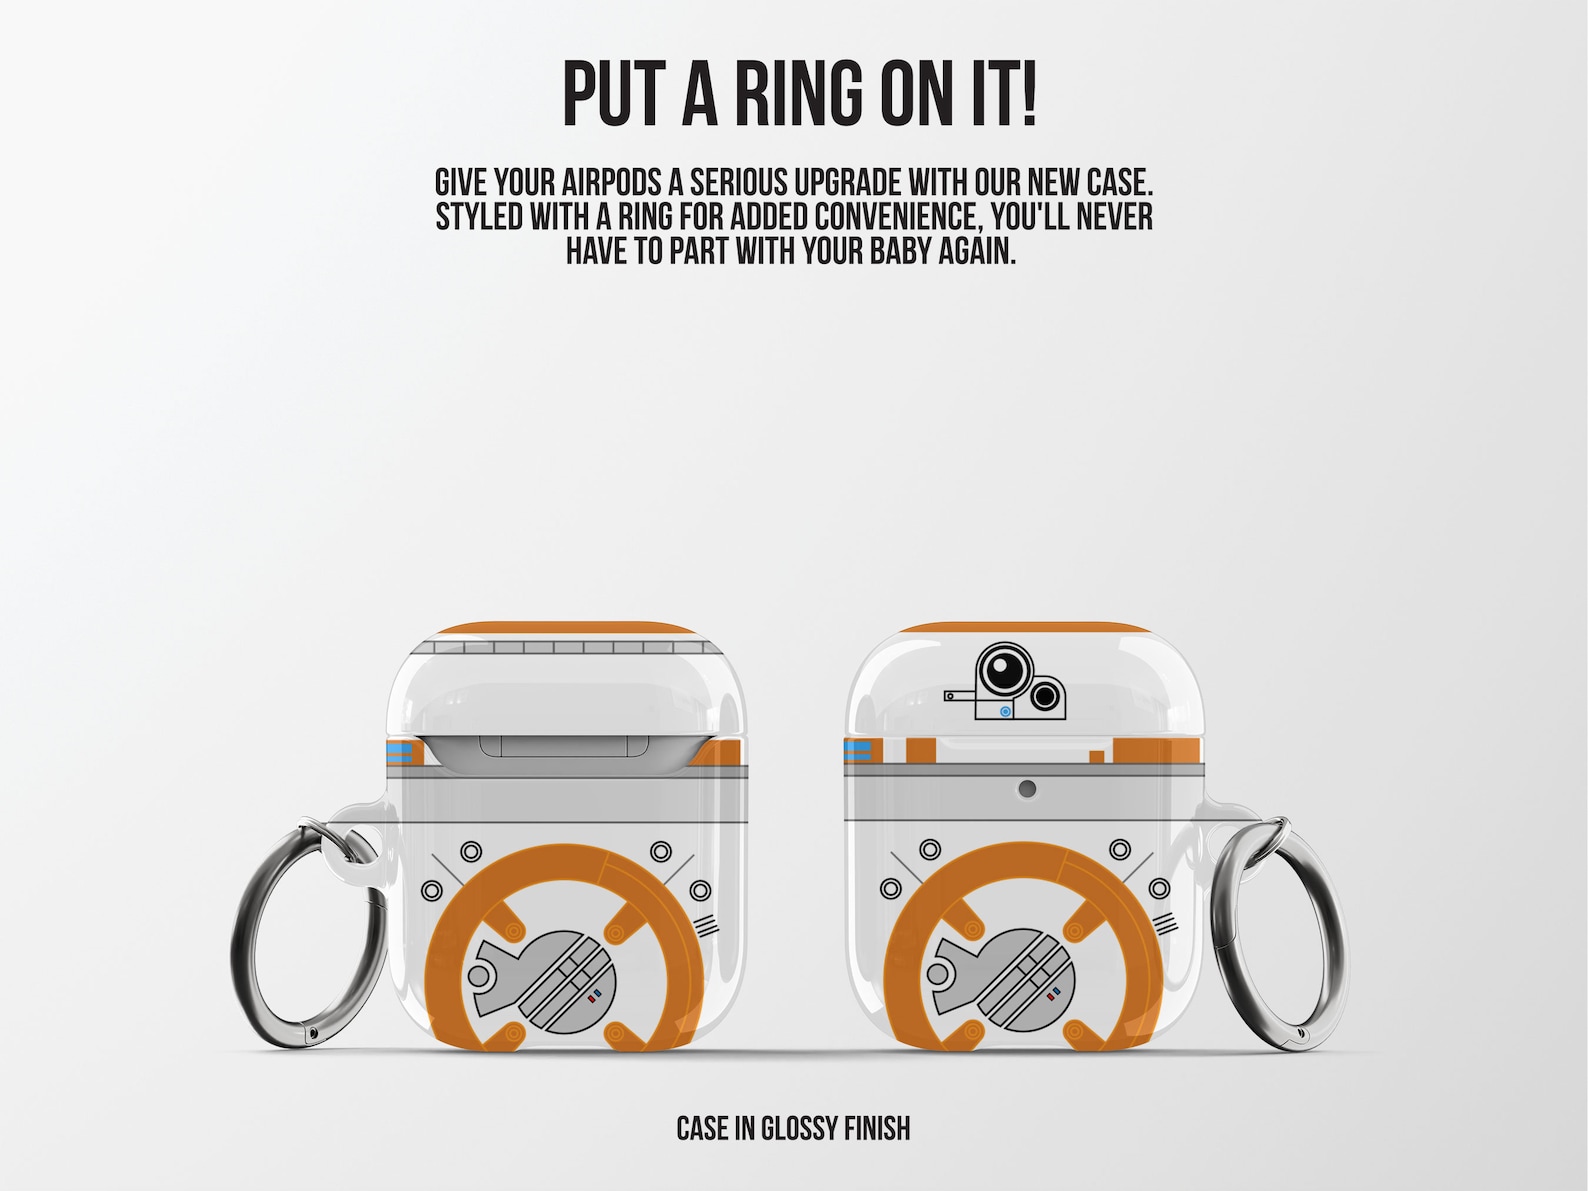 PUT A RING ON IT!
GIVE YOUR AIRPODS A SERIOUS UPGRADE WITH OUR NEW CASE.
STYLED WITH A RING FOR ADDED CONVENIENCE, YOU'LL NEVER
HAVE TO PART WITH YOUR BABY AGAIN.
CASE IN GLOSSY FINISH